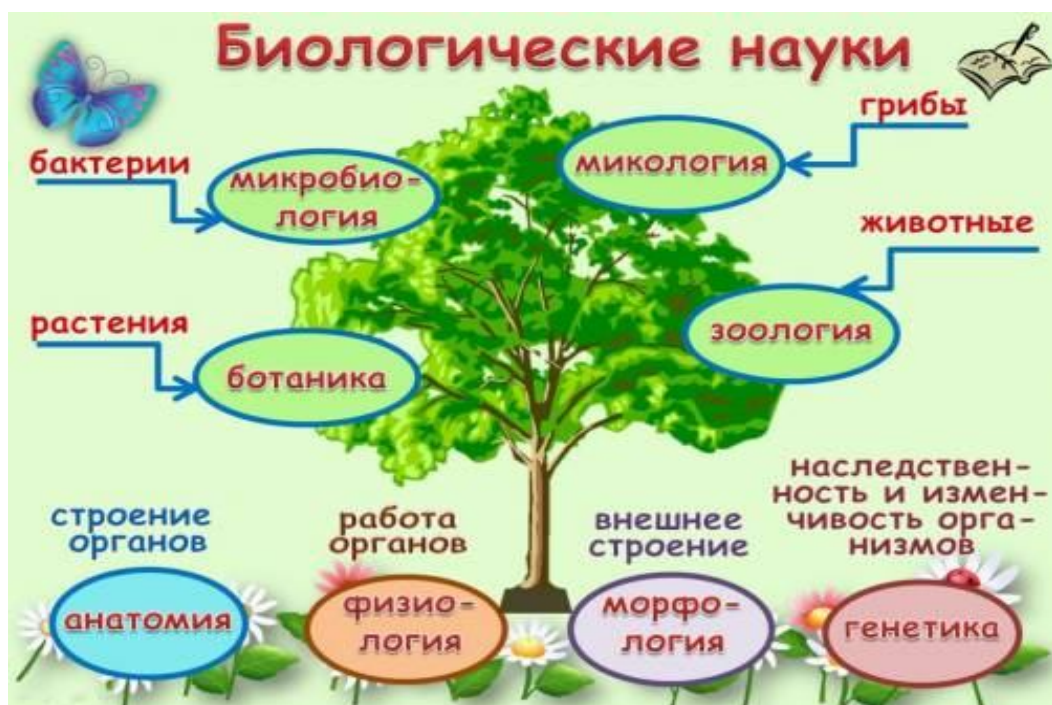 Биологические науки
грибы
бактерии
микология
микробио-
логия
животные
растения
зоология
ботаника
наследствен-
ность и измен-
чивость орга-
низмов
строение
органов
работа
органов
внешнее
строение
анатомия
физио-
логия
морфо-
логия
генетика